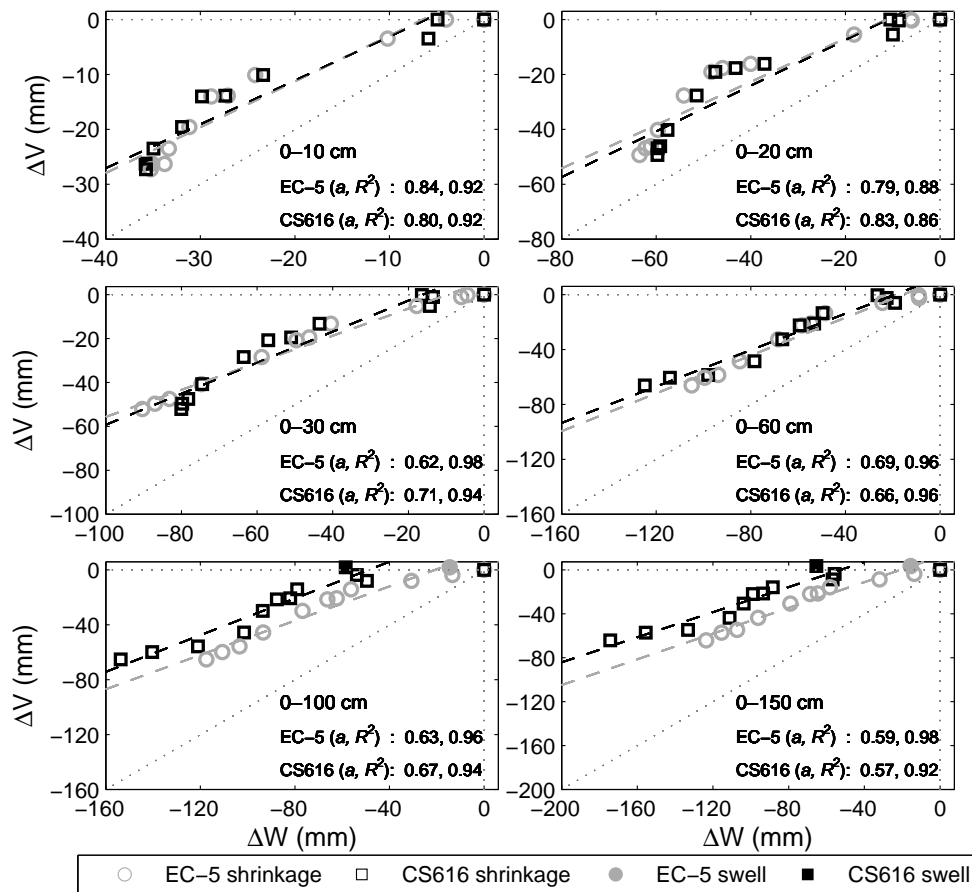 0
−10
−20
−30
−40
ΔV (mm)
0–10 cm
EC−5 (a, R²) : 0.84, 0.92
CS616 (a, R²): 0.80, 0.92
−40 −30 −20 −10 0
0
−20
−40
−60
−80
0–20 cm
EC−5 (a, R²) : 0.79, 0.88
CS616 (a, R²): 0.83, 0.86
−80 −60 −40 −20 0
0
−20
−40
−60
−80
−100
ΔV (mm)
0–30 cm
EC−5 (a, R²) : 0.62, 0.98
CS616 (a, R²): 0.71, 0.94
−100 −80 −60 −40 −20 0
0
−40
−80
−120
−160
0–60 cm
EC−5 (a, R²) : 0.69, 0.96
CS616 (a, R²): 0.66, 0.96
−160 −120 −80 −40 0
0
−40
−80
−120
−160
ΔV (mm)
0–100 cm
EC−5 (a, R²) : 0.63, 0.96
CS616 (a, R²): 0.67, 0.94
−160 −120 −80 −40 0
ΔW (mm)
0
−50
−100
−150
−200
0–150 cm
EC−5 (a, R²) : 0.59, 0.98
CS616 (a, R²): 0.57, 0.92
−200 −150 −120 −80 −40 0
ΔW (mm)
EC−5 shrinkage CS616 shrinkage EC−5 swell CS616 swell